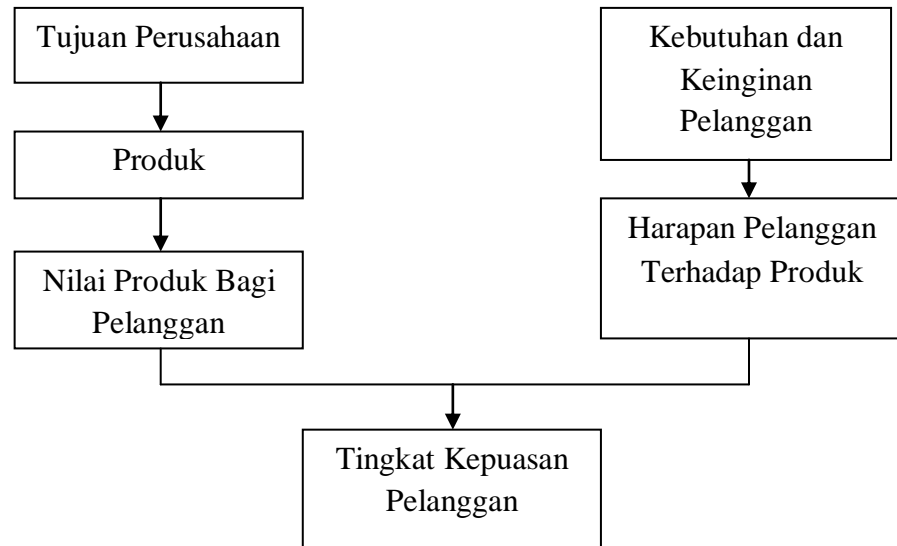 Tujuan Perusahaan
Produk
Nilai Produk Bagi
Pelanggan
Kebutuhan dan
Keinginan
Pelanggan
Harapan Pelanggan
Terhadap Produk
Tingkat Kepuasan
Pelanggan